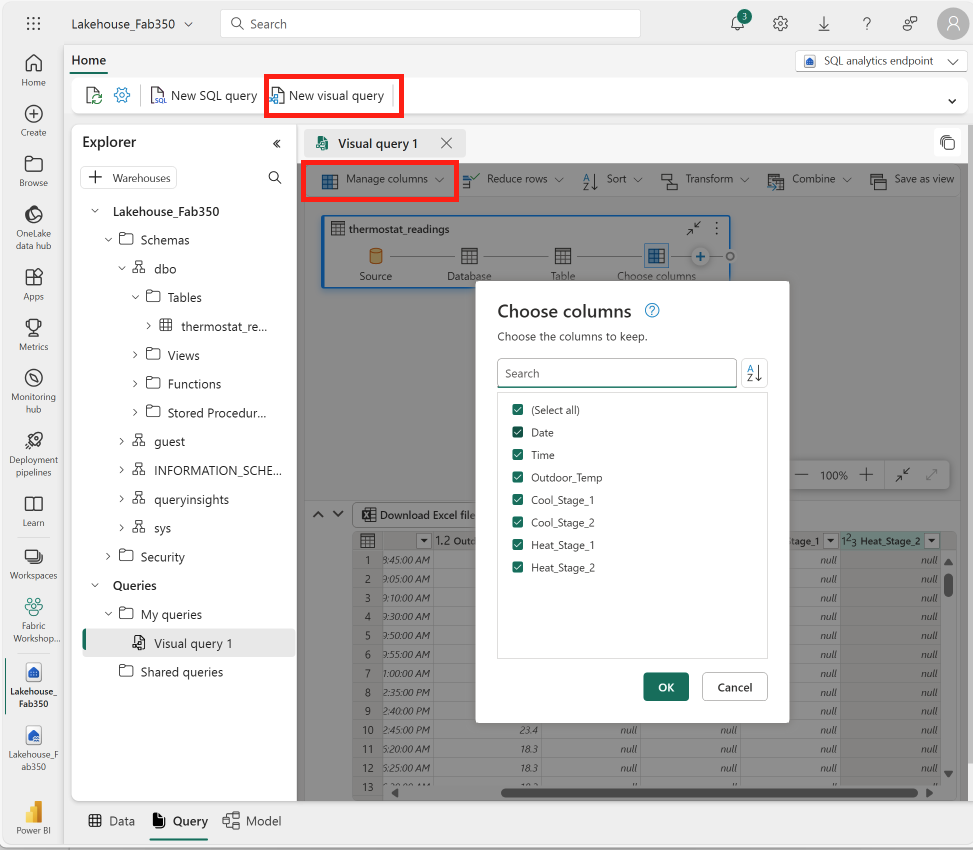 Lakehouse_Fab350
Search
3
Home
SQL analytics endpoint
New SQL query
New visual query
Home
Create
Browse
OneLake
data hub
Apps
Metrics
Monitoring
hub
Deployment
pipelines
Learn
Workspaces
Fabric
Workshop...
Lakehouse_
Fab350
Lakehouse_F
ab350
Power BI
Explorer
Warehouses
Lakehouse_Fab350
Schemas
dbo
Tables
thermostat_re...
Views
Functions
Stored Procedur...
guest
INFORMATION_SCHE...
queryinsights
sys
Security
Queries
My queries
Visual query 1
Shared queries
Visual query 1
Manage columns
Reduce rows
Sort
Transform
Combine
Save as view
thermostat_readings
Source
Database
Table
Choose columns
Choose columns
Choose the columns to keep.
Search
(Select all)
Date
Time
Outdoor_Temp
Cool_Stage_1
Cool_Stage_2
Heat_Stage_1
Heat_Stage_2
OK
Cancel
100%
Download Excel file
1.2 Outd
tage_1
123 Heat_Stage_2
1 8:45:00 AM null null
2 9:05:00 AM null null
3 9:10:00 AM null null
4 9:30:00 AM null null
5 9:50:00 AM null null
6 9:55:00 AM null null
7 1:00:00 AM null null
8 2:35:00 PM null null
9 2:40:00 PM null null
10 2:45:00 PM 23.4 null null null null
11 5:20:00 AM 18.3 null null null null
12 5:25:00 AM 18.3 null null null null
13
Data
Query
Model